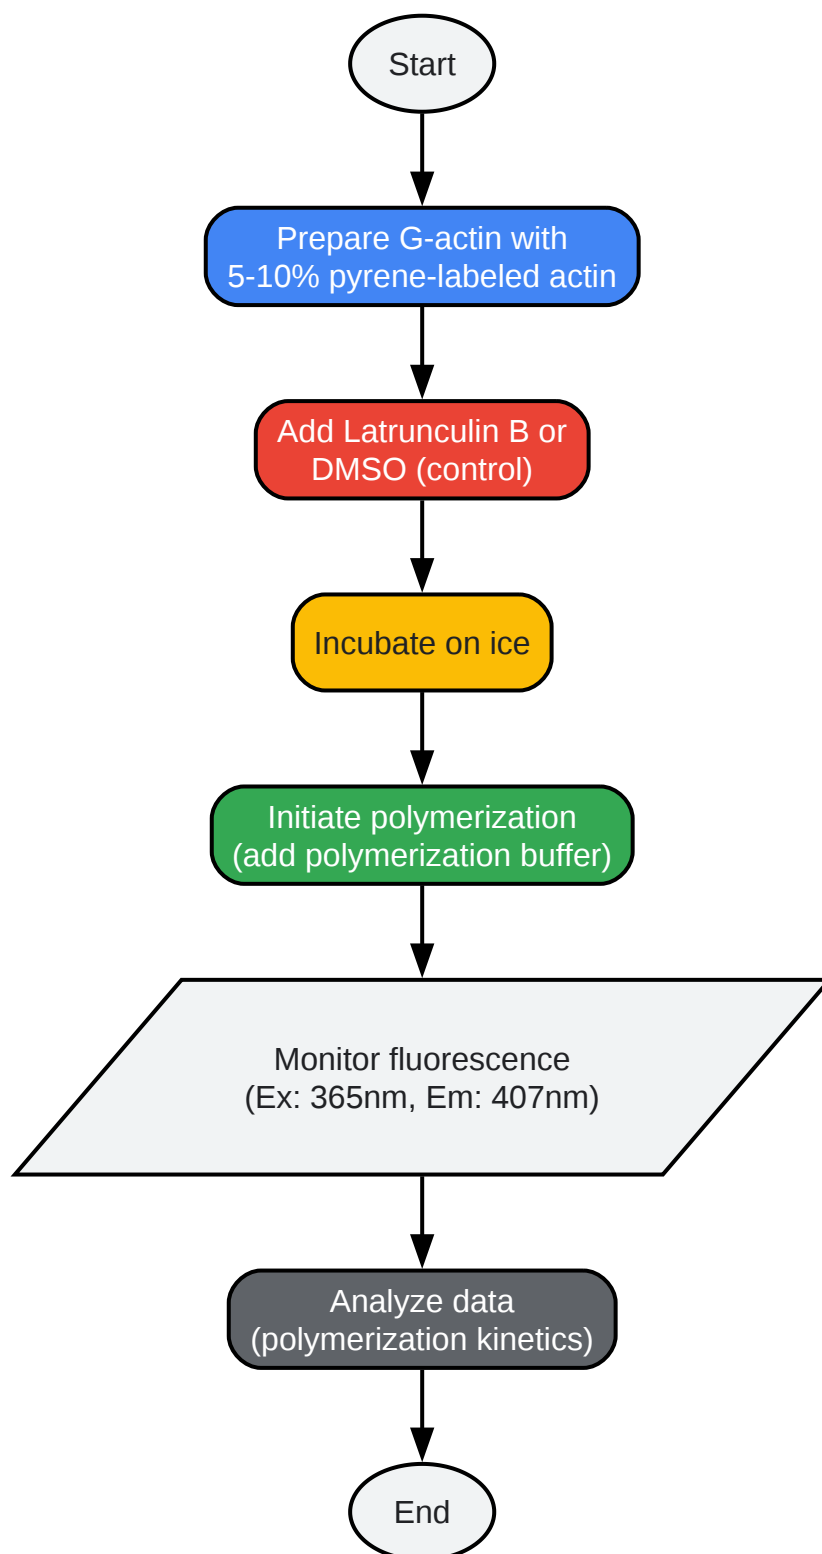 Start
Prepare G-actin with
5-10% pyrene-labeled actin
Add Latrunculin B or
DMSO (control)
Incubate on ice
Initiate polymerization
(add polymerization buffer)
Monitor fluorescence
(Ex: 365nm, Em: 407nm)
Analyze data
(polymerization kinetics)
End